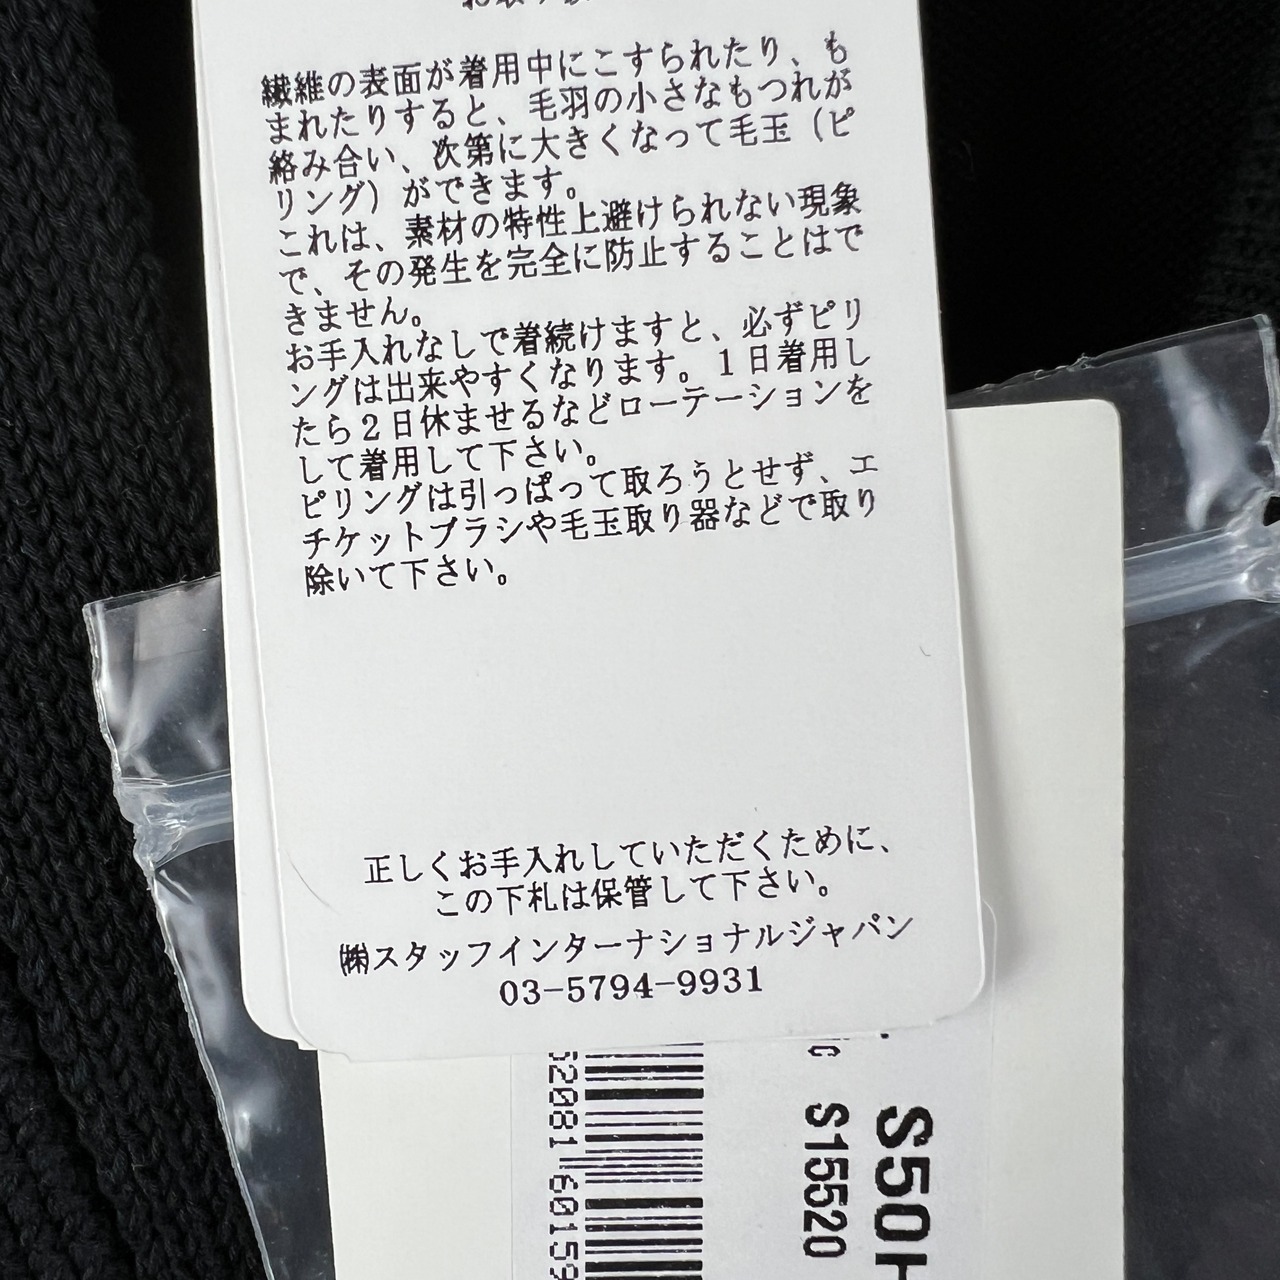 繊維の表面が着用中にこすられたり、も
まれたりすると、毛羽の小さなもつれが
絡み合い、次第に大きくなって毛玉（ピ
リング）ができます。
これは、素材の特性上避けられない現象
で、その発生を完全に防止することはで
きません。
お手入れなしで着続けますと、必ずピリ
ングは出来やすくなります。１日着用し
たら２日休ませるなどローテーションを
して着用して下さい。
ピリングは引っぱって取ろうとせず、エ
チケットブラシや毛玉取り器などで取り
除いて下さい。
正しくお手入れしていただくために、
この下札は保管して下さい。
㈱スタッフインターナショナルジャパン
03-5794-9931
S50H
S15520
52081 60159